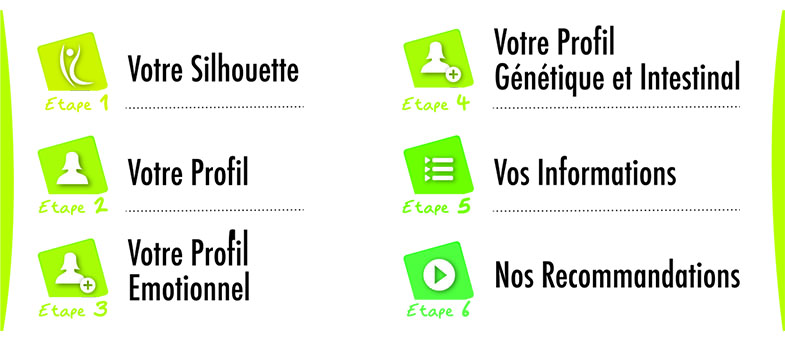 Votre Silhouette
Etape 1
Votre Profil
Etape 2
Votre Profil
Emotionnel
Etape 3
Votre Profil
Génétique et Intestinal
Etape 4
Vos Informations
Etape 5
Nos Recommandations
Etape 6